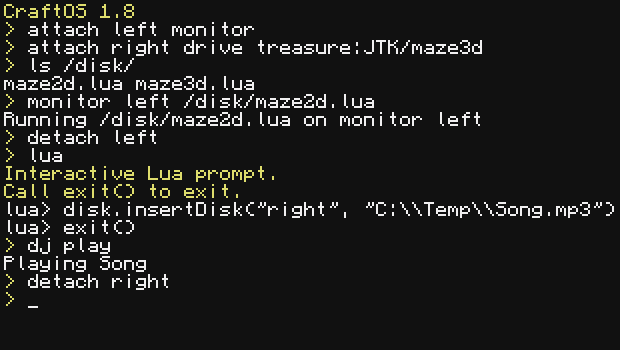 CraftOS 1.8
> attach left monitor
> attach right drive treasure:JTK/maze3d
> ls /disk/
maze2d.lua maze3d.lua
> monitor left /disk/maze2d.lua
Running /disk/maze2d.lua on monitor left
> detach left
> lua
Interactive Lua prompt.
Call exit() to exit.
lua> disk.insertDisk("right", "C:\\Temp\\Song.mp3")
lua> exit()
> dj play
Playing Song
> detach right
> _